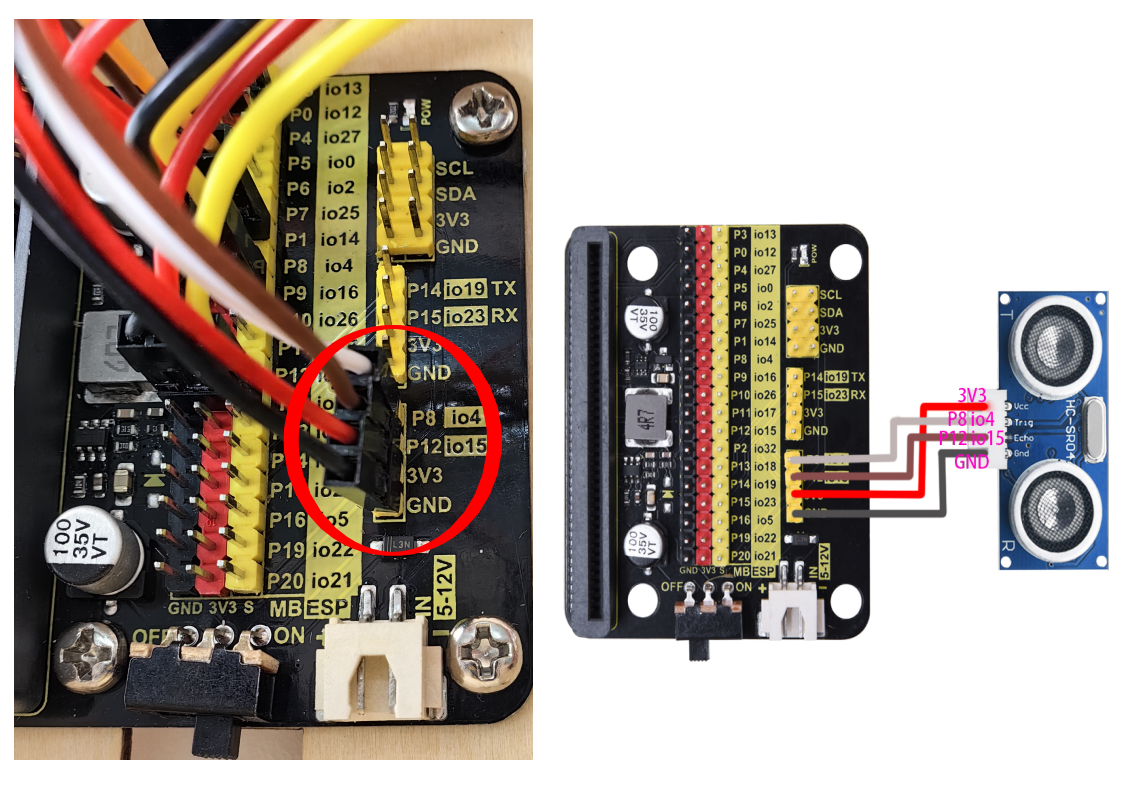 io13
P0 io12
P4 io27
P5 io0
P6 io2
P7 io25
P1 io14
P8 io4
P9 io16
io26
POW
SCL
SDA
3V3
GND
P14 io19 TX
P15 io23 RX
3V3
GND
P8 io4
P12 io15
3V3
GND
P16 io5
P19 io22
P20 io21
GND 3V3 S MB ESP
IN
5-12V
OFF ON +
100
35V
VT
L3N
P3 io13
P0 io12
P4 io27
P5 io0
P6 io2
P7 io25
P1 io14
P8 io4
P9 io16
P10 io26
P11 io17
P12 io15
P2 io32
P13 io18
P14 io19
P15 io23
P16 io5
P19 io22
P20 io21
GND 3V3 S MB ESP
OFF ON + −
IN
5-12V
POW
SCL
SDA
3V3
GND
P14 io19 TX
P15 io23 RX
3V3
GND
100
35V
VT
4R7
100
35V
VT
3V3
P8 io4
P12 io15
GND
Vcc
Trig
Echo
Gnd
HC-SR04
T
R